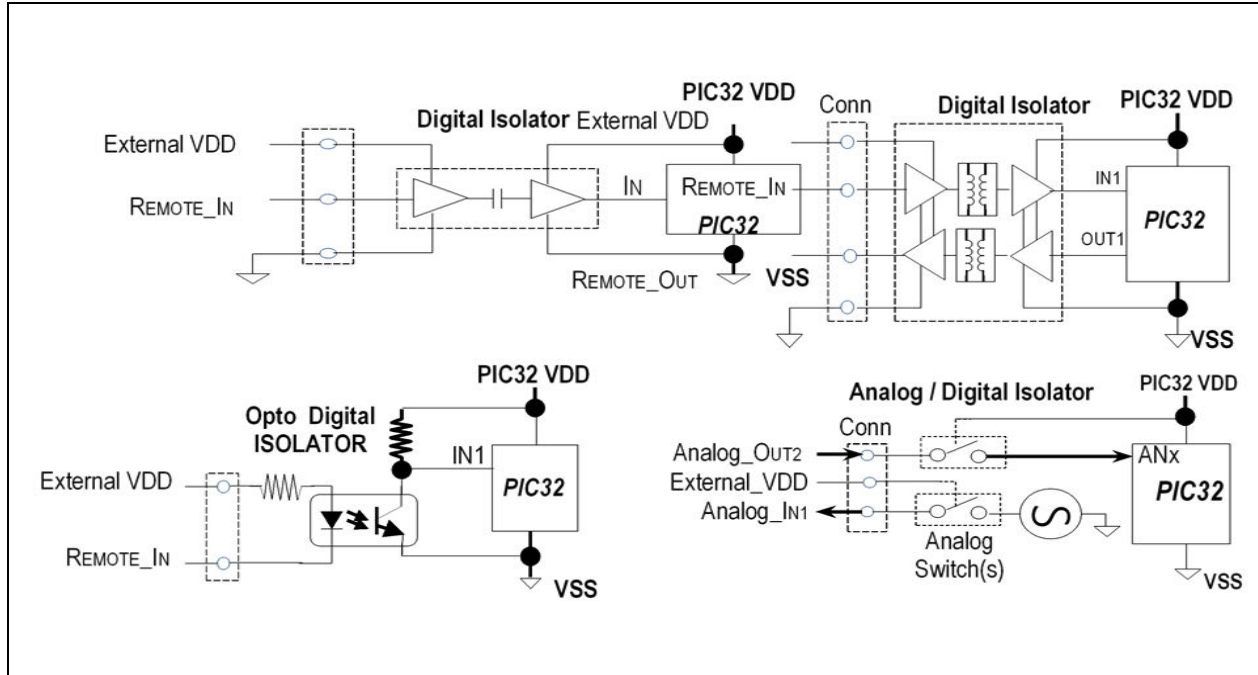 PIC32 VDD
Digital Isolator
External VDD
REMOTE_IN
IN
PIC32
External VDD
REMOTE_IN
REMOTE_OUT
VSS
Conn
Digital Isolator
PIC32 VDD
IN1
OUT1
PIC32
VSS
PIC32 VDD
Opto Digital
ISOLATOR
External VDD
REMOTE_IN
IN1
PIC32
VSS
Analog / Digital Isolator
PIC32 VDD
Conn
Analog_OUT2
External_VDD
Analog_IN1
ANx
PIC32
Analog
Switch(s)
VSS